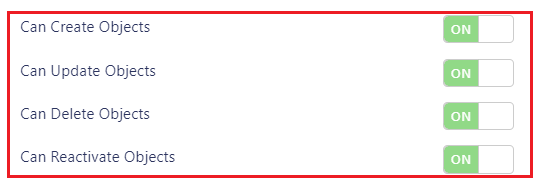 Can Create Objects ON
Can Update Objects ON
Can Delete Objects ON
Can Reactivate Objects ON